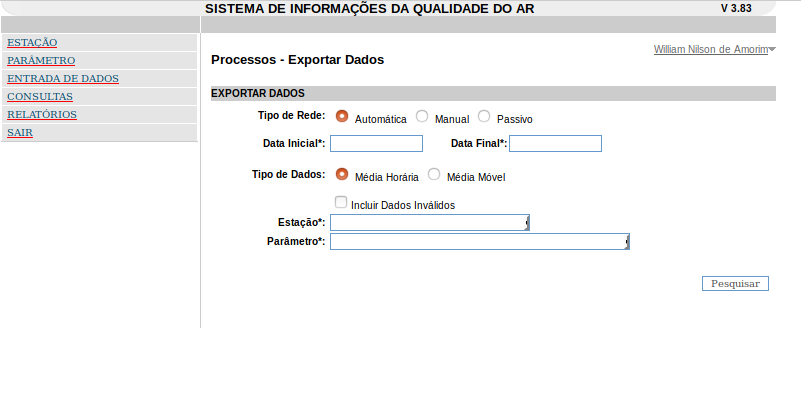 SISTEMA DE INFORMAÇÕES DA QUALIDADE DO AR V 3.83
ESTAÇÃO
PARÂMETRO
ENTRADA DE DADOS
CONSULTAS
RELATÓRIOS
SAIR
William Nilson de Amorim
Processos - Exportar Dados
EXPORTAR DADOS
Tipo de Rede: Automática Manual Passivo
Data Inicial*: Data Final*:
Tipo de Dados: Média Horária Média Móvel
Incluir Dados Inválidos
Estação*:
Parâmetro*:
Pesquisar